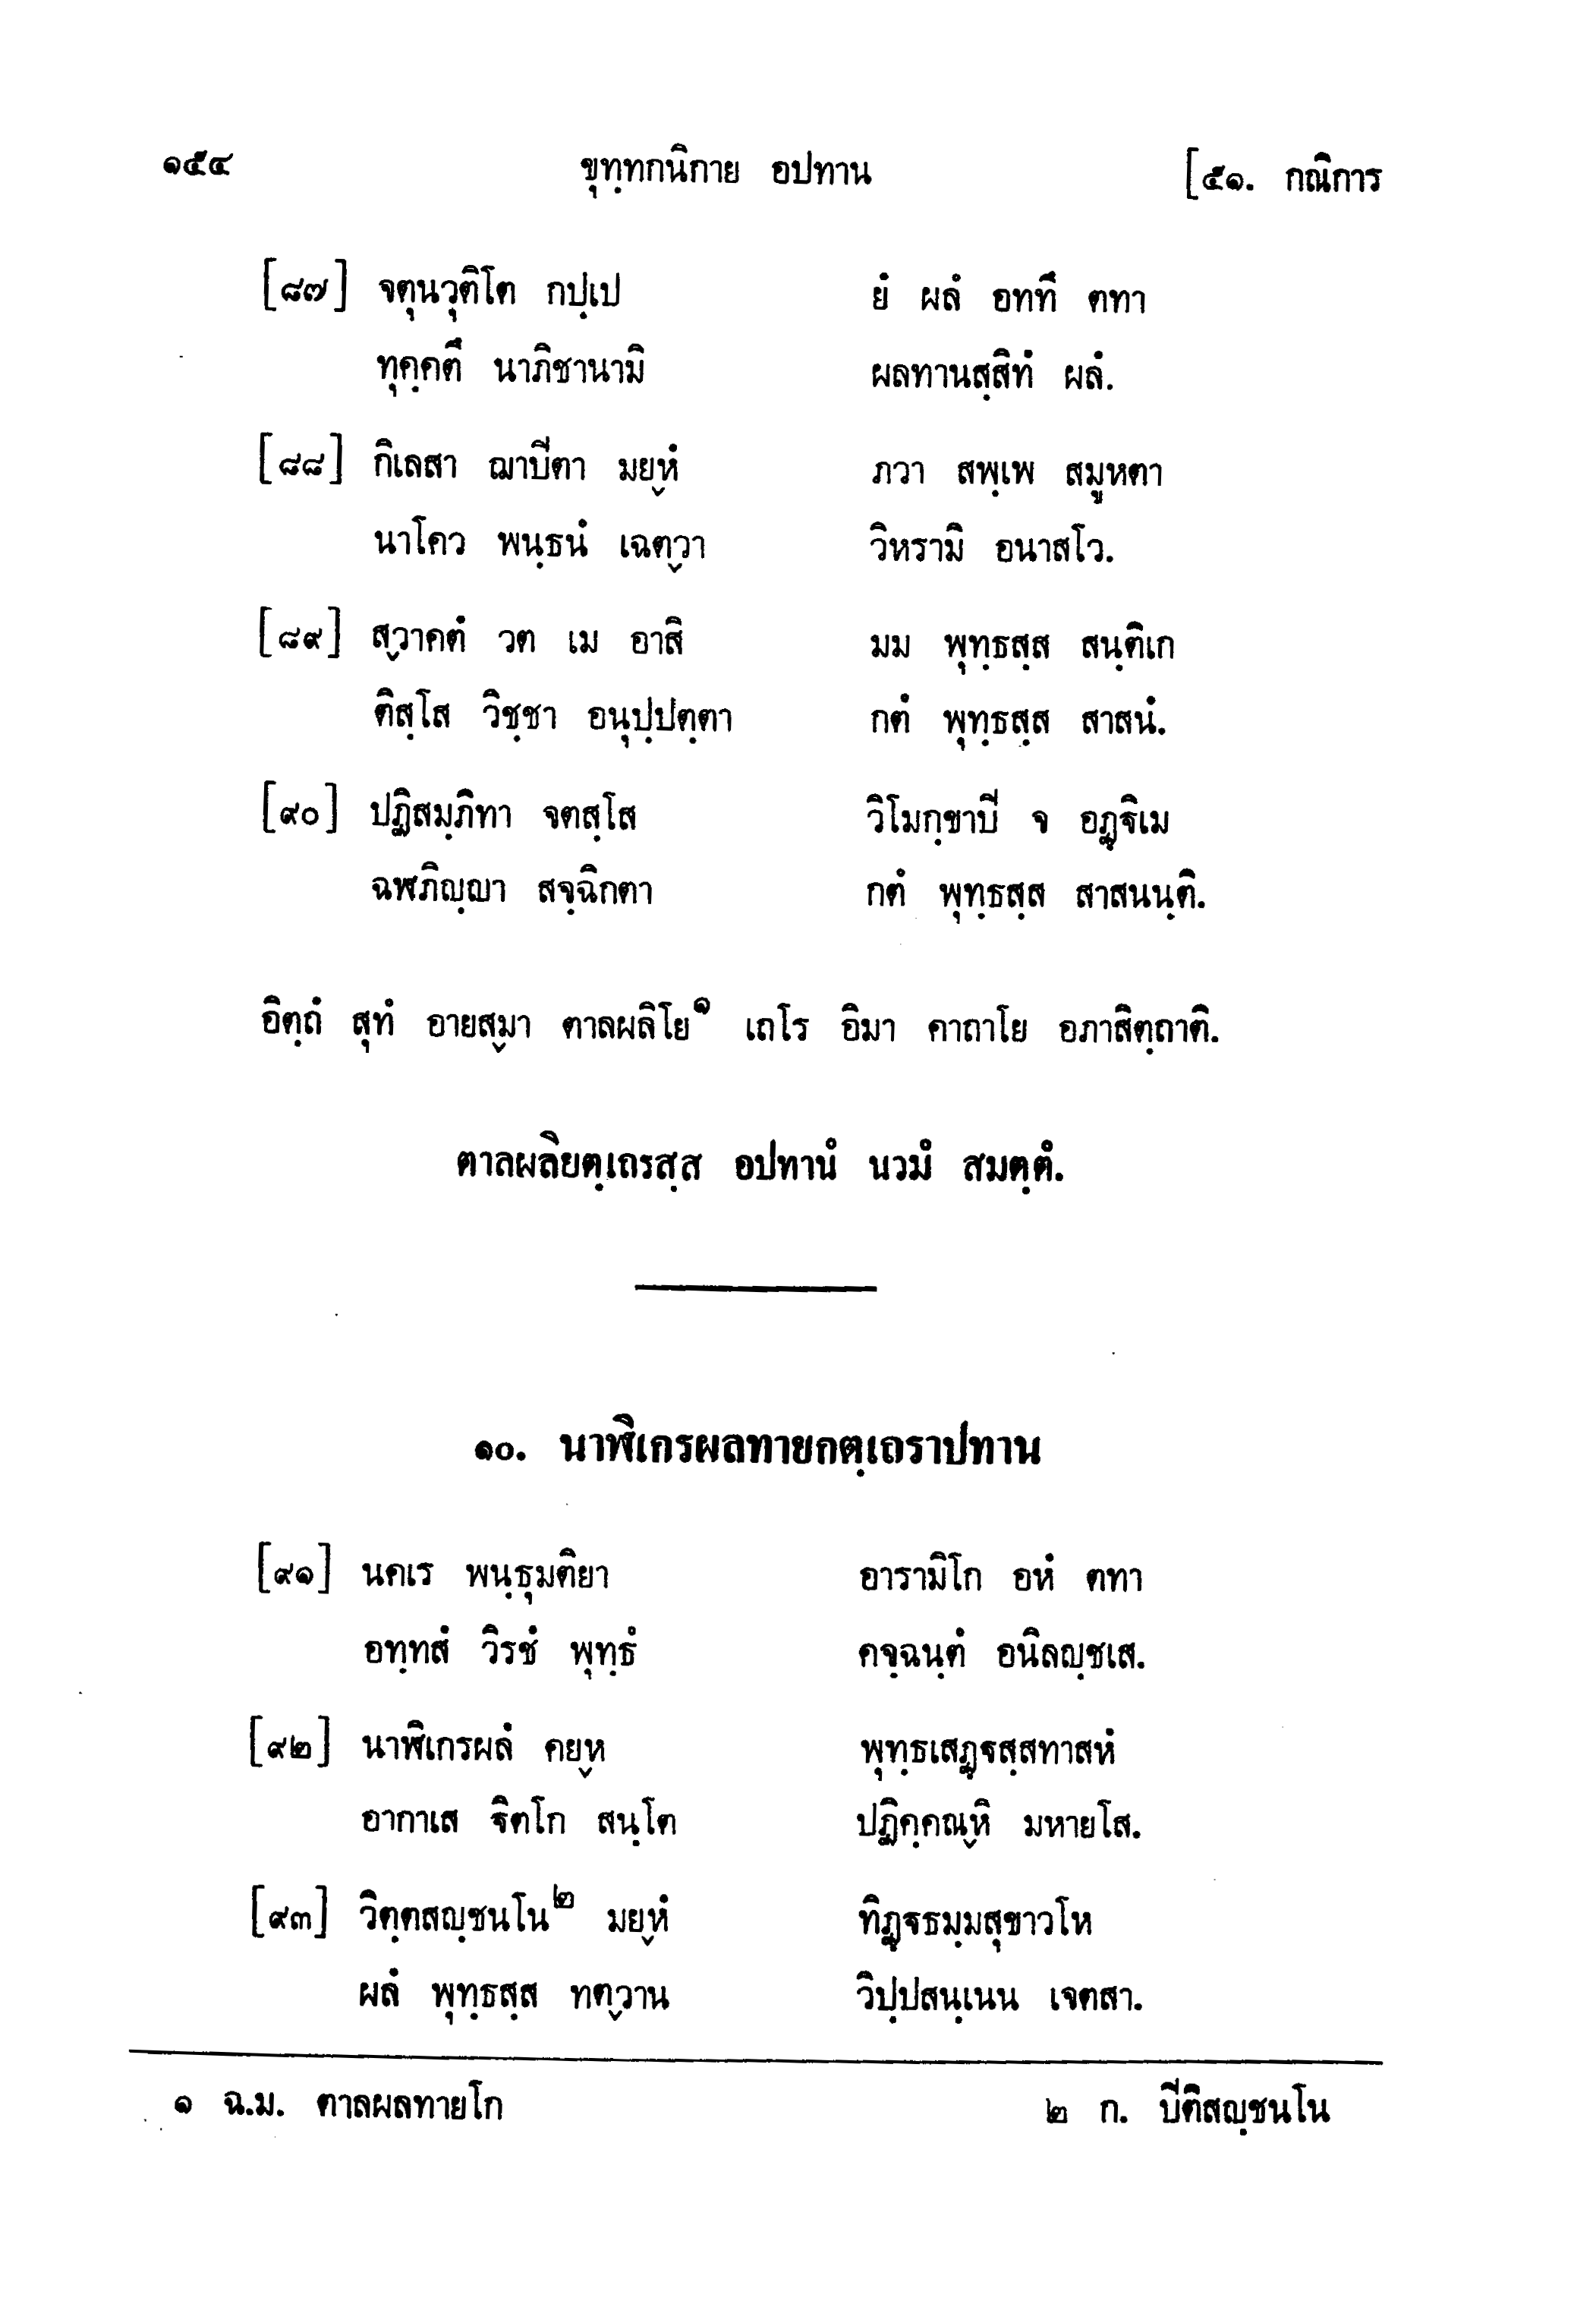 ๑๕๔ ขุทฺทกนิกาย อปทาน [๕๑. กณิการ
[๘๗] จตุนวุติโต กปฺเป ยํ ผลํ อททึ ตทา
ทุคฺคตึ นาภิชานามิ ผลทานสฺสิทํ ผลํ.
[๘๘] กิเลสา ฌาปิตา มยฺหํ ภวา สพฺเพ สมูหตา
นาโคว พนฺธนํ เฉตฺวา วิหรามิ อนาสโว.
[๘๙] สฺวาคตํ วต เม อาสิ มม พุทฺธสฺส สนฺติเก
ติสฺโส วิชฺชา อนุปฺปตฺตา กตํ พุทฺธสฺส สาสนํ.
[๙๐] ปฏิสมฺภิทา จตสฺโส วิโมกฺขาปิ จ อฏฺฐิเม
ฉฬภิญฺญา สจฺฉิกตา กตํ พุทฺธสฺส สาสนนฺติ.
อิตฺถํ สุทํ อายสฺมา ตาลผลิโย๑ เถโร อิมา คาถาโย อภาสิตฺถาติ.
ตาลผลิยตฺเถรสฺส อปทานํ นวมํ สมตฺตํ.
๑๐. นาฬิเกรผลทายกตฺเถราปทาน
[๙๑] นคเร พนฺธุมติยา อารามิโก อหํ ตทา
อทฺทสํ วิรชํ พุทฺธํ คจฺฉนฺตํ อนิลญฺชเส.
[๙๒] นาฬิเกรผลํ คยฺห พุทฺธเสฏฺฐสฺสทาสหํ
อากาเส ฐิตโก สนฺโต ปฏิคฺคณฺหิ มหายโส.
[๙๓] วิตฺตสญฺชนโน๒ มยฺหํ ทิฏฺฐธมฺมสุขาวโห
ผลํ พุทฺธสฺส ทตฺวาน วิปฺปสนฺเนน เจตสา.
๑ ฉ.ม. ตาลผลทายโก ๒ ก. ปีติสญฺชนโน